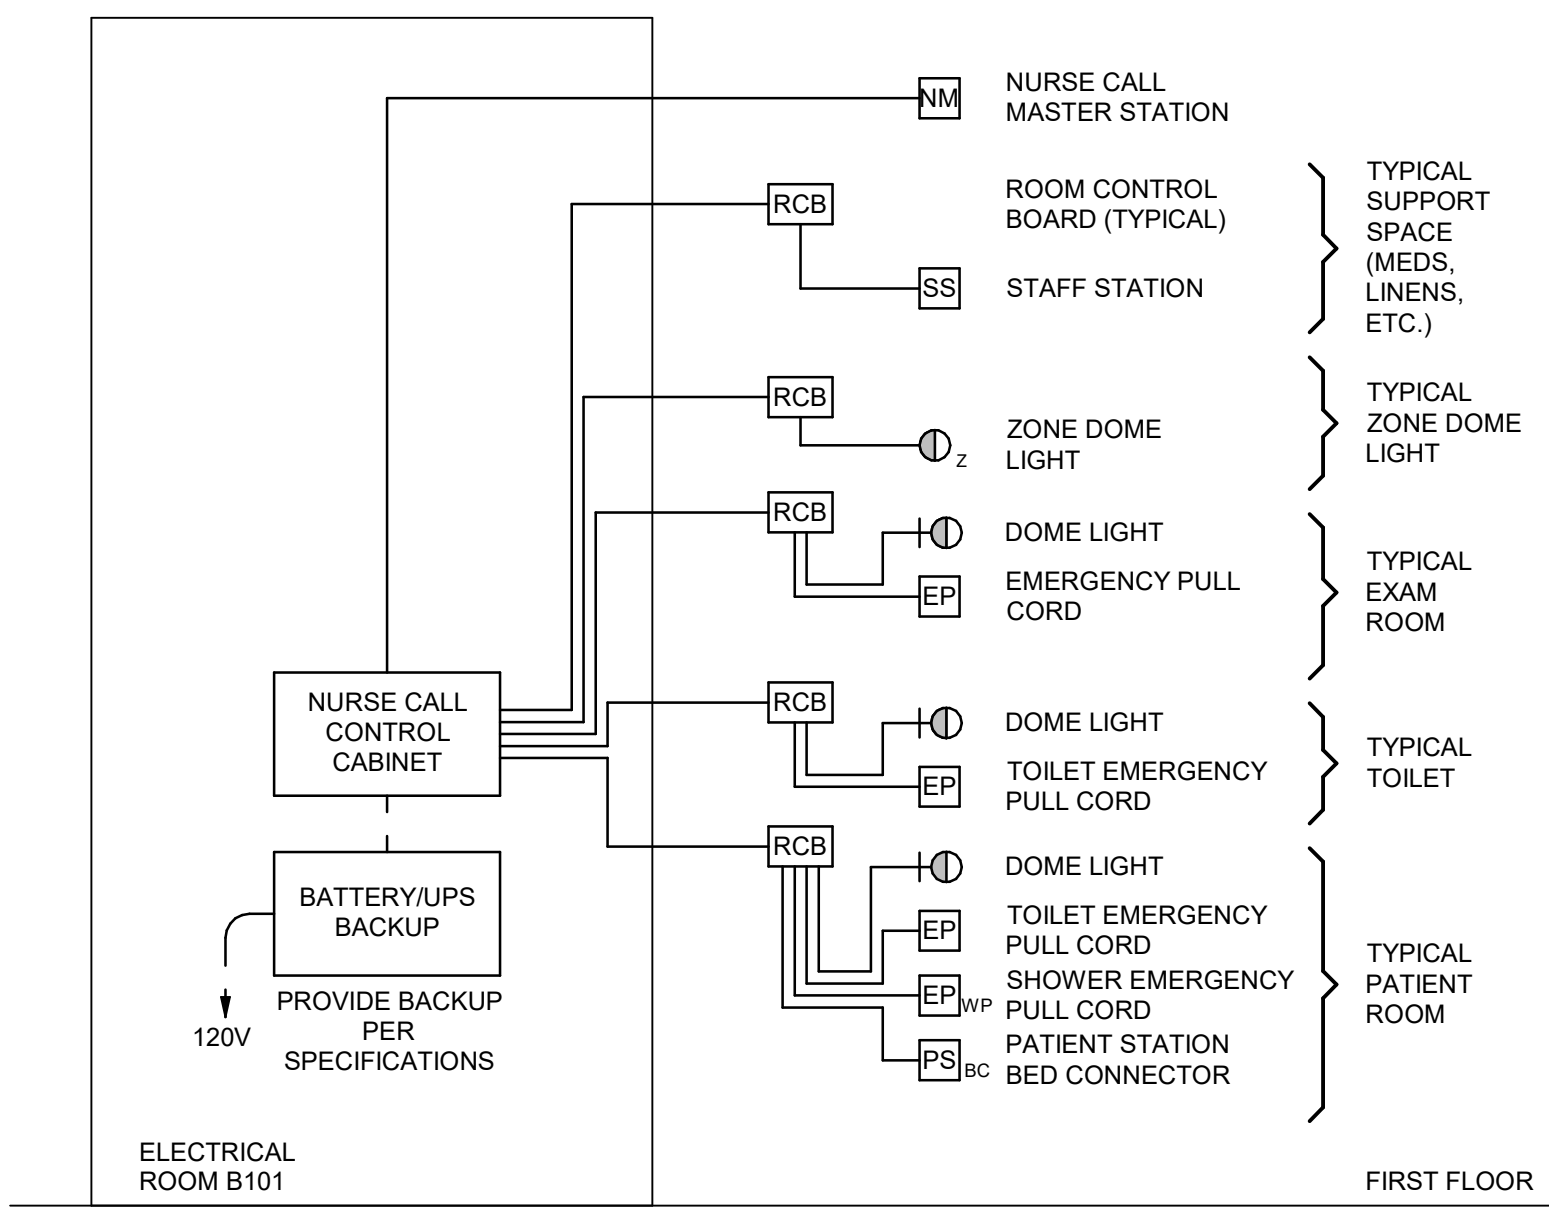 NM
NURSE CALL
MASTER STATION
RCB
ROOM CONTROL
BOARD (TYPICAL)
SS
STAFF STATION
TYPICAL
SUPPORT
SPACE
(MEDS,
LINENS,
ETC.)
RCB
Z
ZONE DOME
LIGHT
TYPICAL
ZONE DOME
LIGHT
RCB
DOME LIGHT
EP
EMERGENCY PULL
CORD
TYPICAL
EXAM
ROOM
NURSE CALL
CONTROL
CABINET
RCB
DOME LIGHT
EP
TOILET EMERGENCY
PULL CORD
TYPICAL
TOILET
RCB
DOME LIGHT
EP
TOILET EMERGENCY
PULL CORD
EP WP
SHOWER EMERGENCY
PULL CORD
PS BC
PATIENT STATION
BED CONNECTOR
TYPICAL
PATIENT
ROOM
BATTERY/UPS
BACKUP
120V
PROVIDE BACKUP
PER
SPECIFICATIONS
ELECTRICAL
ROOM B101
FIRST FLOOR